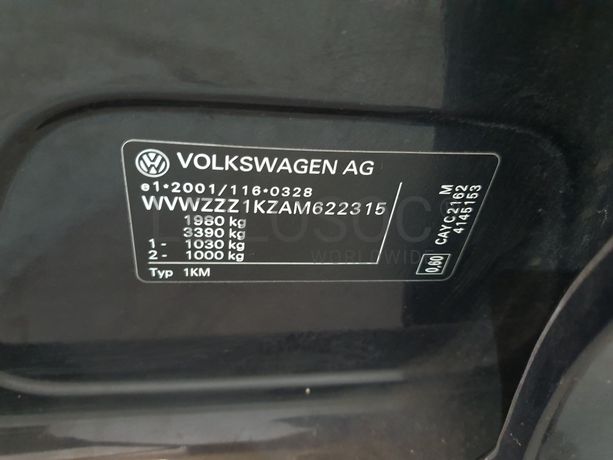 VOLKSWAGEN AG
e1*2001/116*0328
WVWZZZ1KZAM622315
1980 kg
3390 kg
1- 1030 kg
2- 1000 kg
Typ 1KM
M
CAYC2162
4145153
0,60
WORLDWIDE